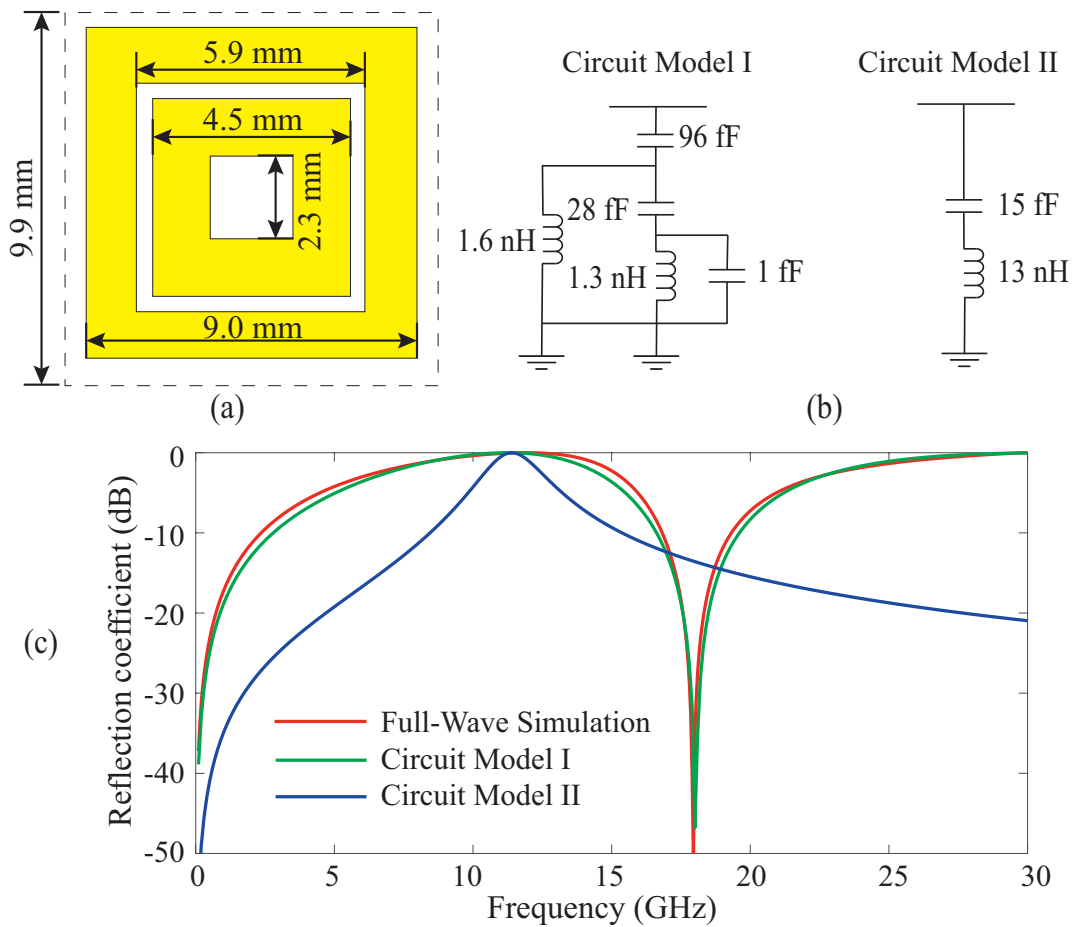 5.9 mm
4.5 mm
2.3 mm
9.9 mm
9.0 mm
(a)
Circuit Model I
96 fF
28 fF
1.6 nH
1.3 nH
1 fF
Circuit Model II
15 fF
13 nH
(b)
(c)
Reflection coefficient (dB)
0
-10
-20
-30
-40
-50
Full-Wave Simulation
Circuit Model I
Circuit Model II
0 5 10 15 20 25 30
Frequency (GHz)